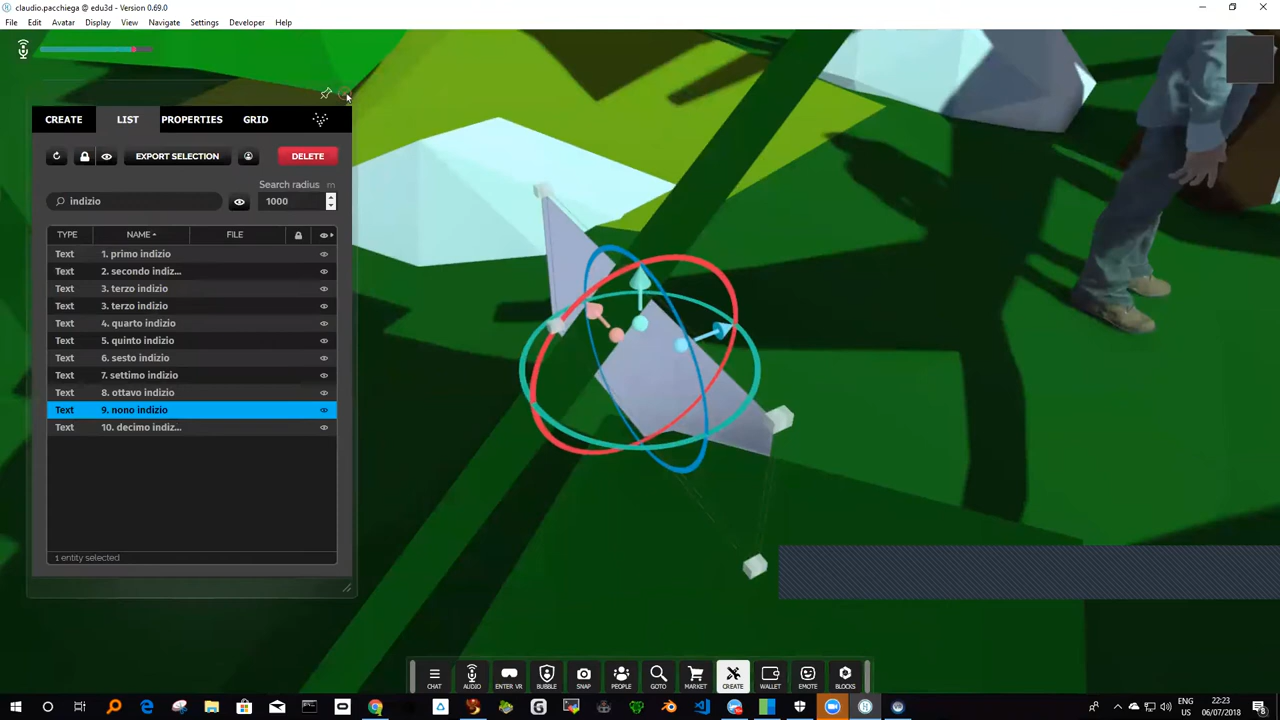 claudio.pacchiega @ edu3d - Version 0.69.0
File Edit Avatar Display View Navigate Settings Developer Help
CREATE LIST PROPERTIES GRID
EXPORT SELECTION DELETE
Search radius m
indizio 1000
TYPE NAME FILE
Text 1. primo indizio
Text 2. secondo indiz...
Text 3. terzo indizio
Text 3. terzo indizio
Text 4. quarto indizio
Text 5. quinto indizio
Text 6. sesto indizio
Text 7. settimo indizio
Text 8. ottavo indizio
Text 9. nono indizio
Text 10. decimo indiz...
1 entity selected
CHAT AUDIO ENTER VR BUBBLE SNAP PEOPLE GOTO MARKET CREATE WALLET EMOTE BLOCKS
ENG 22:23
US 06/07/2018